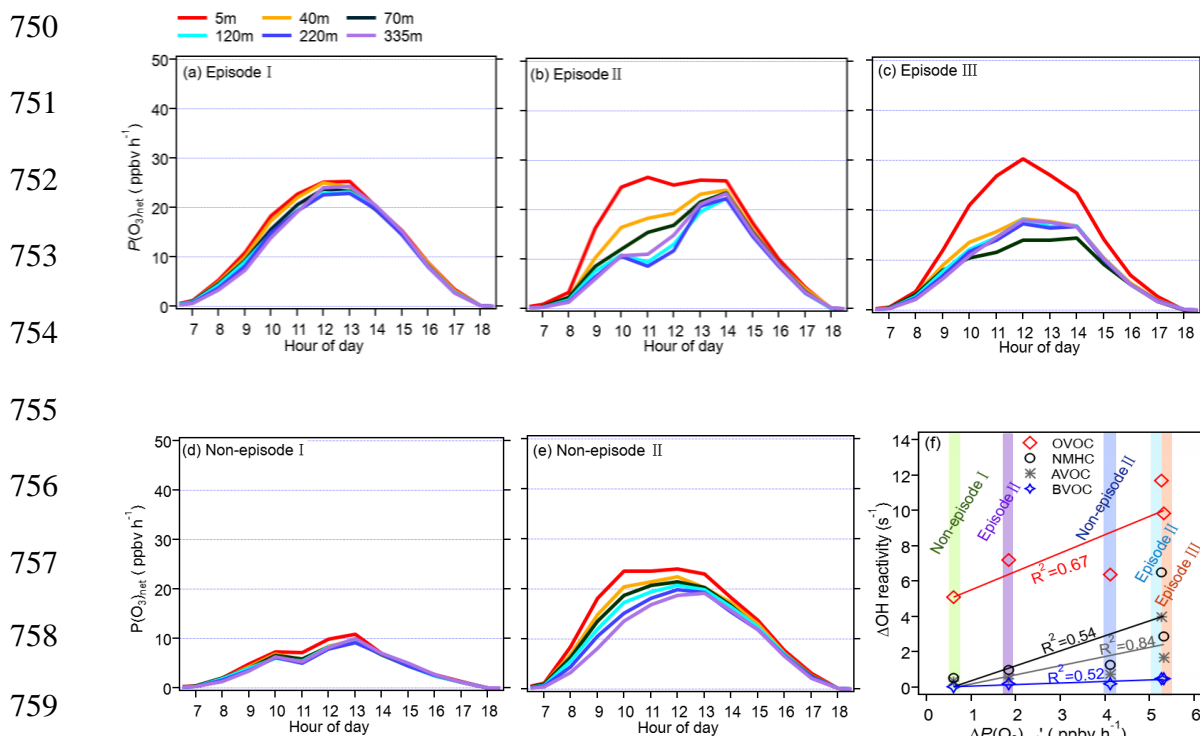 750
5m 40m 70m
120m 220m 335m
(a) Episode I
(b) Episode II
(c) Episode III
50
40
30
20
10
0
P(O3)net ( ppbv h-1)
7 8 9 10 11 12 13 14 15 16 17 18
7 8 9 10 11 12 13 14 15 16 17 18
7 8 9 10 11 12 13 14 15 16 17 18
Hour of day
Hour of day
Hour of day
751
752
753
754
755
756
757
758
759
(d) Non-episode I
(e) Non-episode II
(f)
50
40
30
20
10
0
P(O3)net ( ppbv h-1)
7 8 9 10 11 12 13 14 15 16 17 18
7 8 9 10 11 12 13 14 15 16 17 18
Hour of day
Hour of day
14
12
10
8
6
4
2
0
ΔOH reactivity (s-1)
OVOC
NMHC
AVOC
BVOC
Non-episode I
Episode II
Non-episode II
Episode II
Episode III
R2=0.67
R2=0.54
R2=0.84
R2=0.52
0 1 2 3 4 5 6